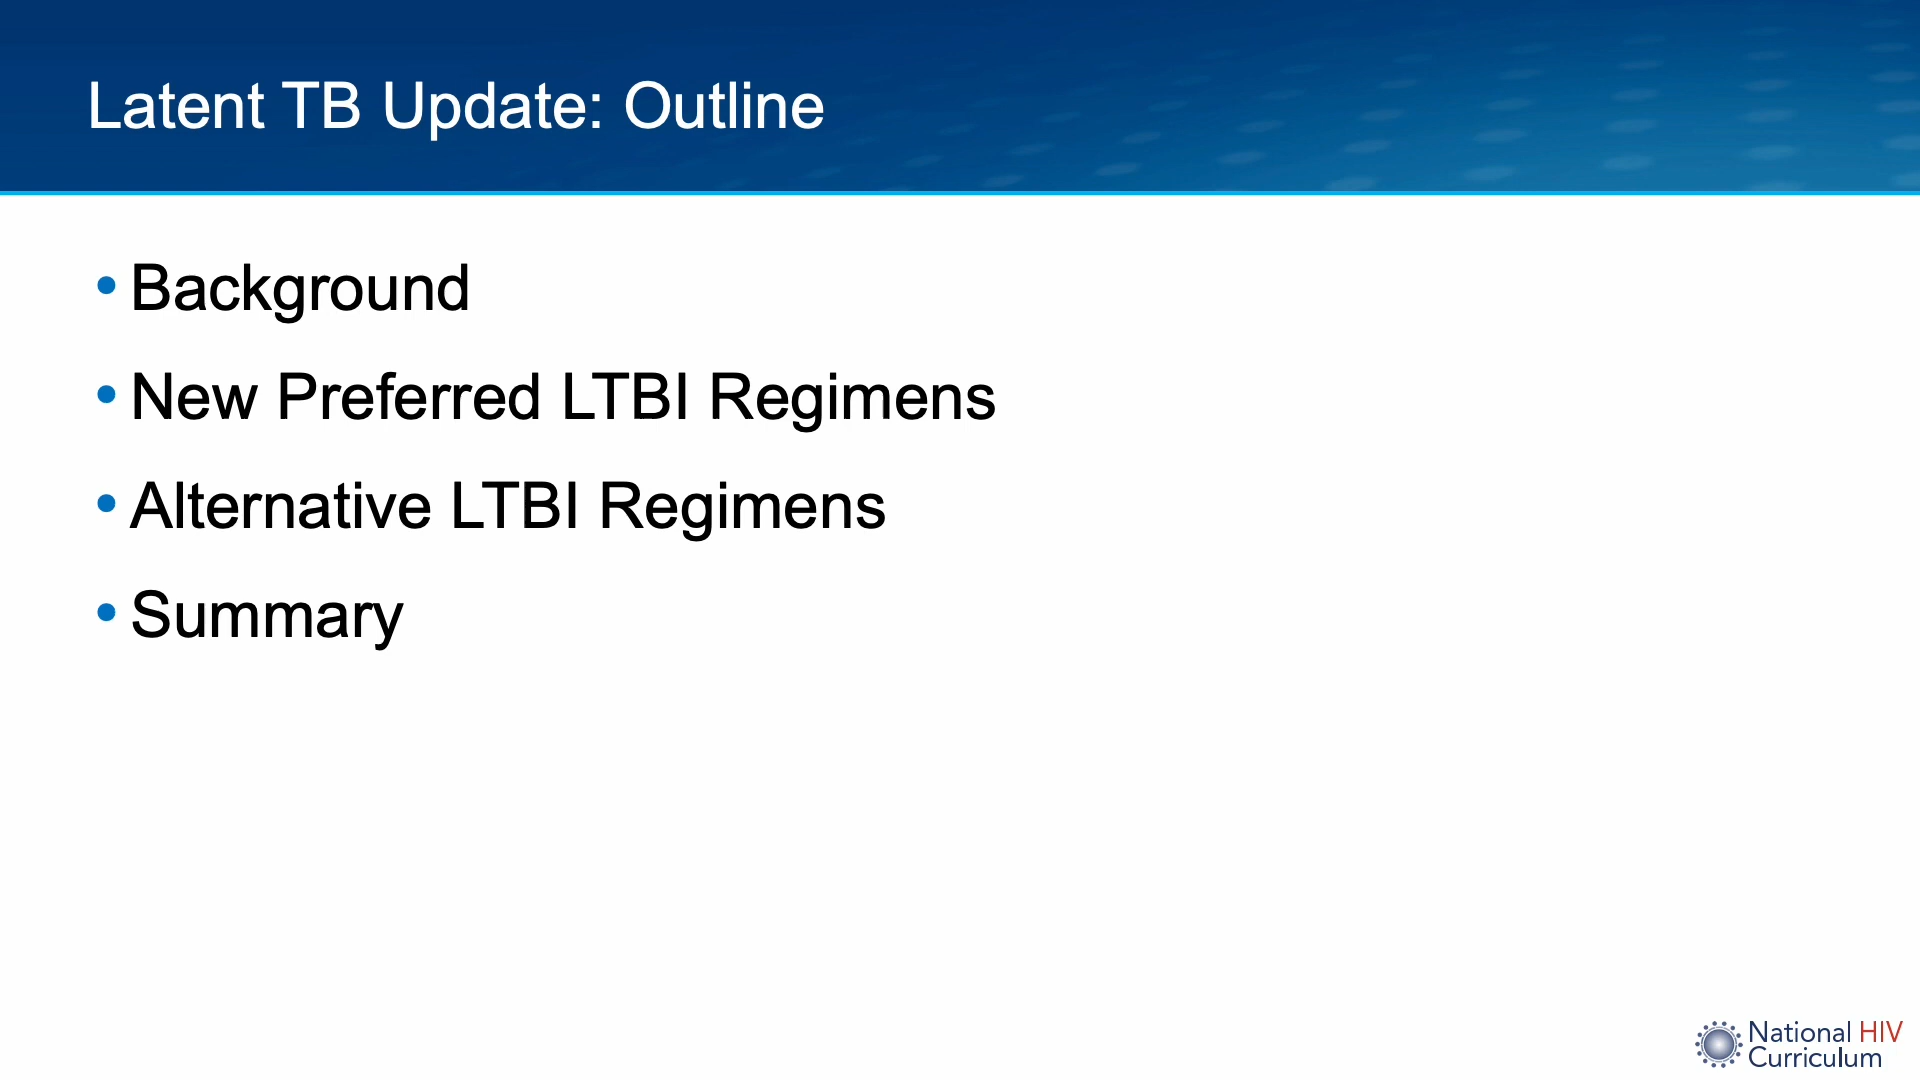 Latent TB Update: Outline
• Background
• New Preferred LTBI Regimens
• Alternative LTBI Regimens
• Summary
National HIV
Curriculum